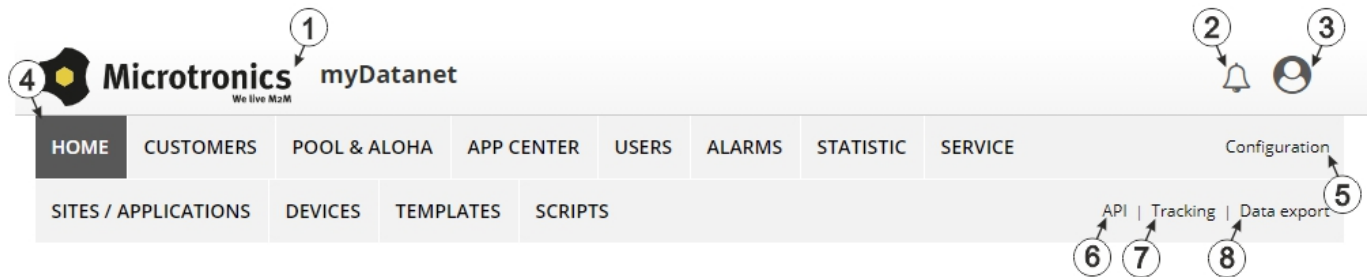 1 2 3
4 Microtronics myDatanet
We live M2M
HOME CUSTOMERS POOL & ALOHA APP CENTER USERS ALARMS STATISTIC SERVICE Configuration
5
SITES / APPLICATIONS DEVICES TEMPLATES SCRIPTS API | Tracking | Data export
6 7 8